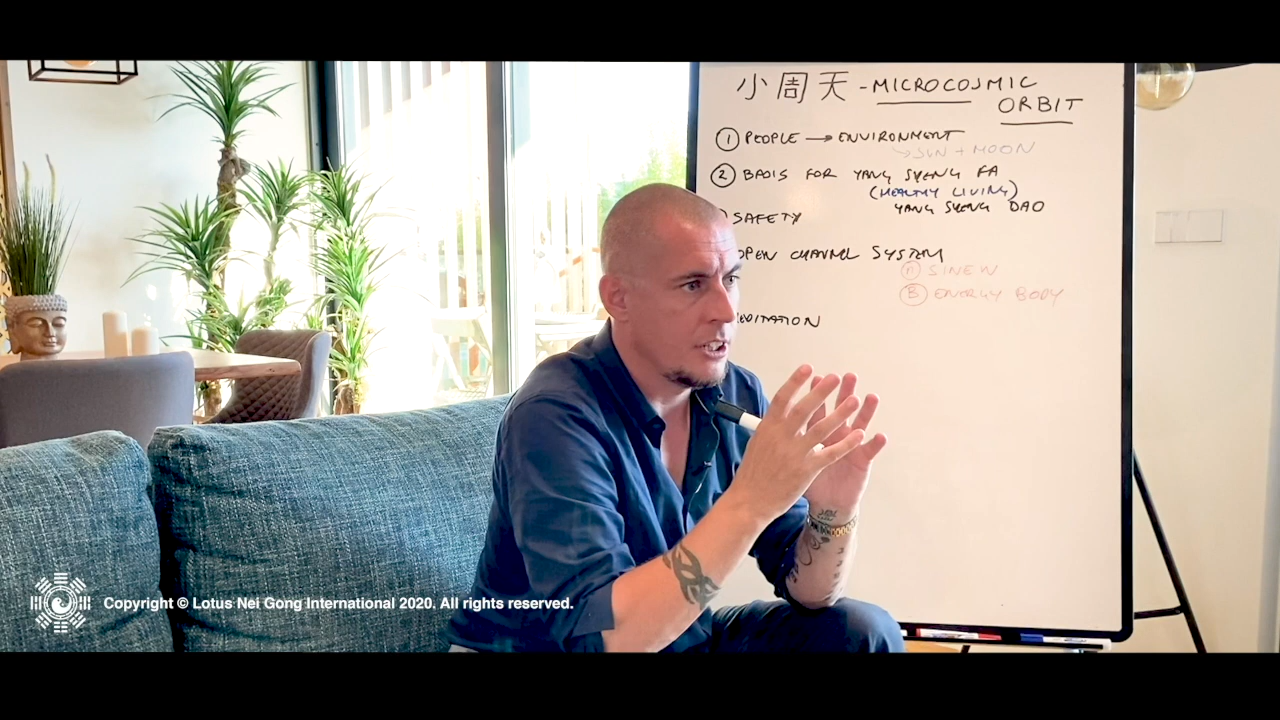 小周天 - MICROCOSMIC
ORBIT
① PEOPLE → ENVIRONMENT
↘ SUN + MOON
② BASIS FOR YANG SHENG FA
(HEALTHY LIVING)
YANG SHENG DAO
SAFETY
OPEN CHANNEL SYSTEM
Ⓐ SINEW
Ⓑ ENERGY BODY
Copyright © Lotus Nei Gong International 2020. All rights reserved.